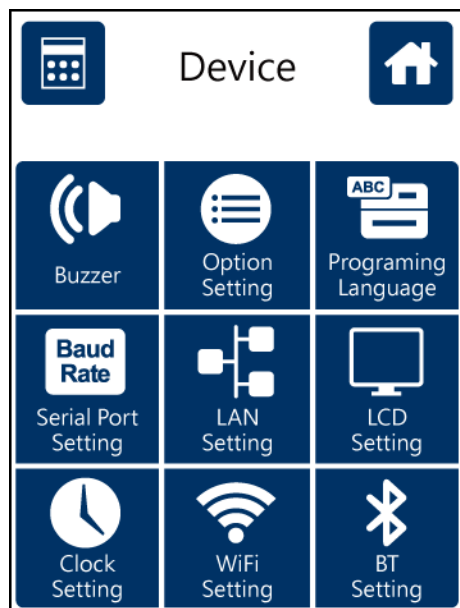 Device
Buzzer
Option
Setting
ABC
Programing
Language
Baud
Rate
Serial Port
Setting
LAN
Setting
LCD
Setting
Clock
Setting
WiFi
Setting
BT
Setting